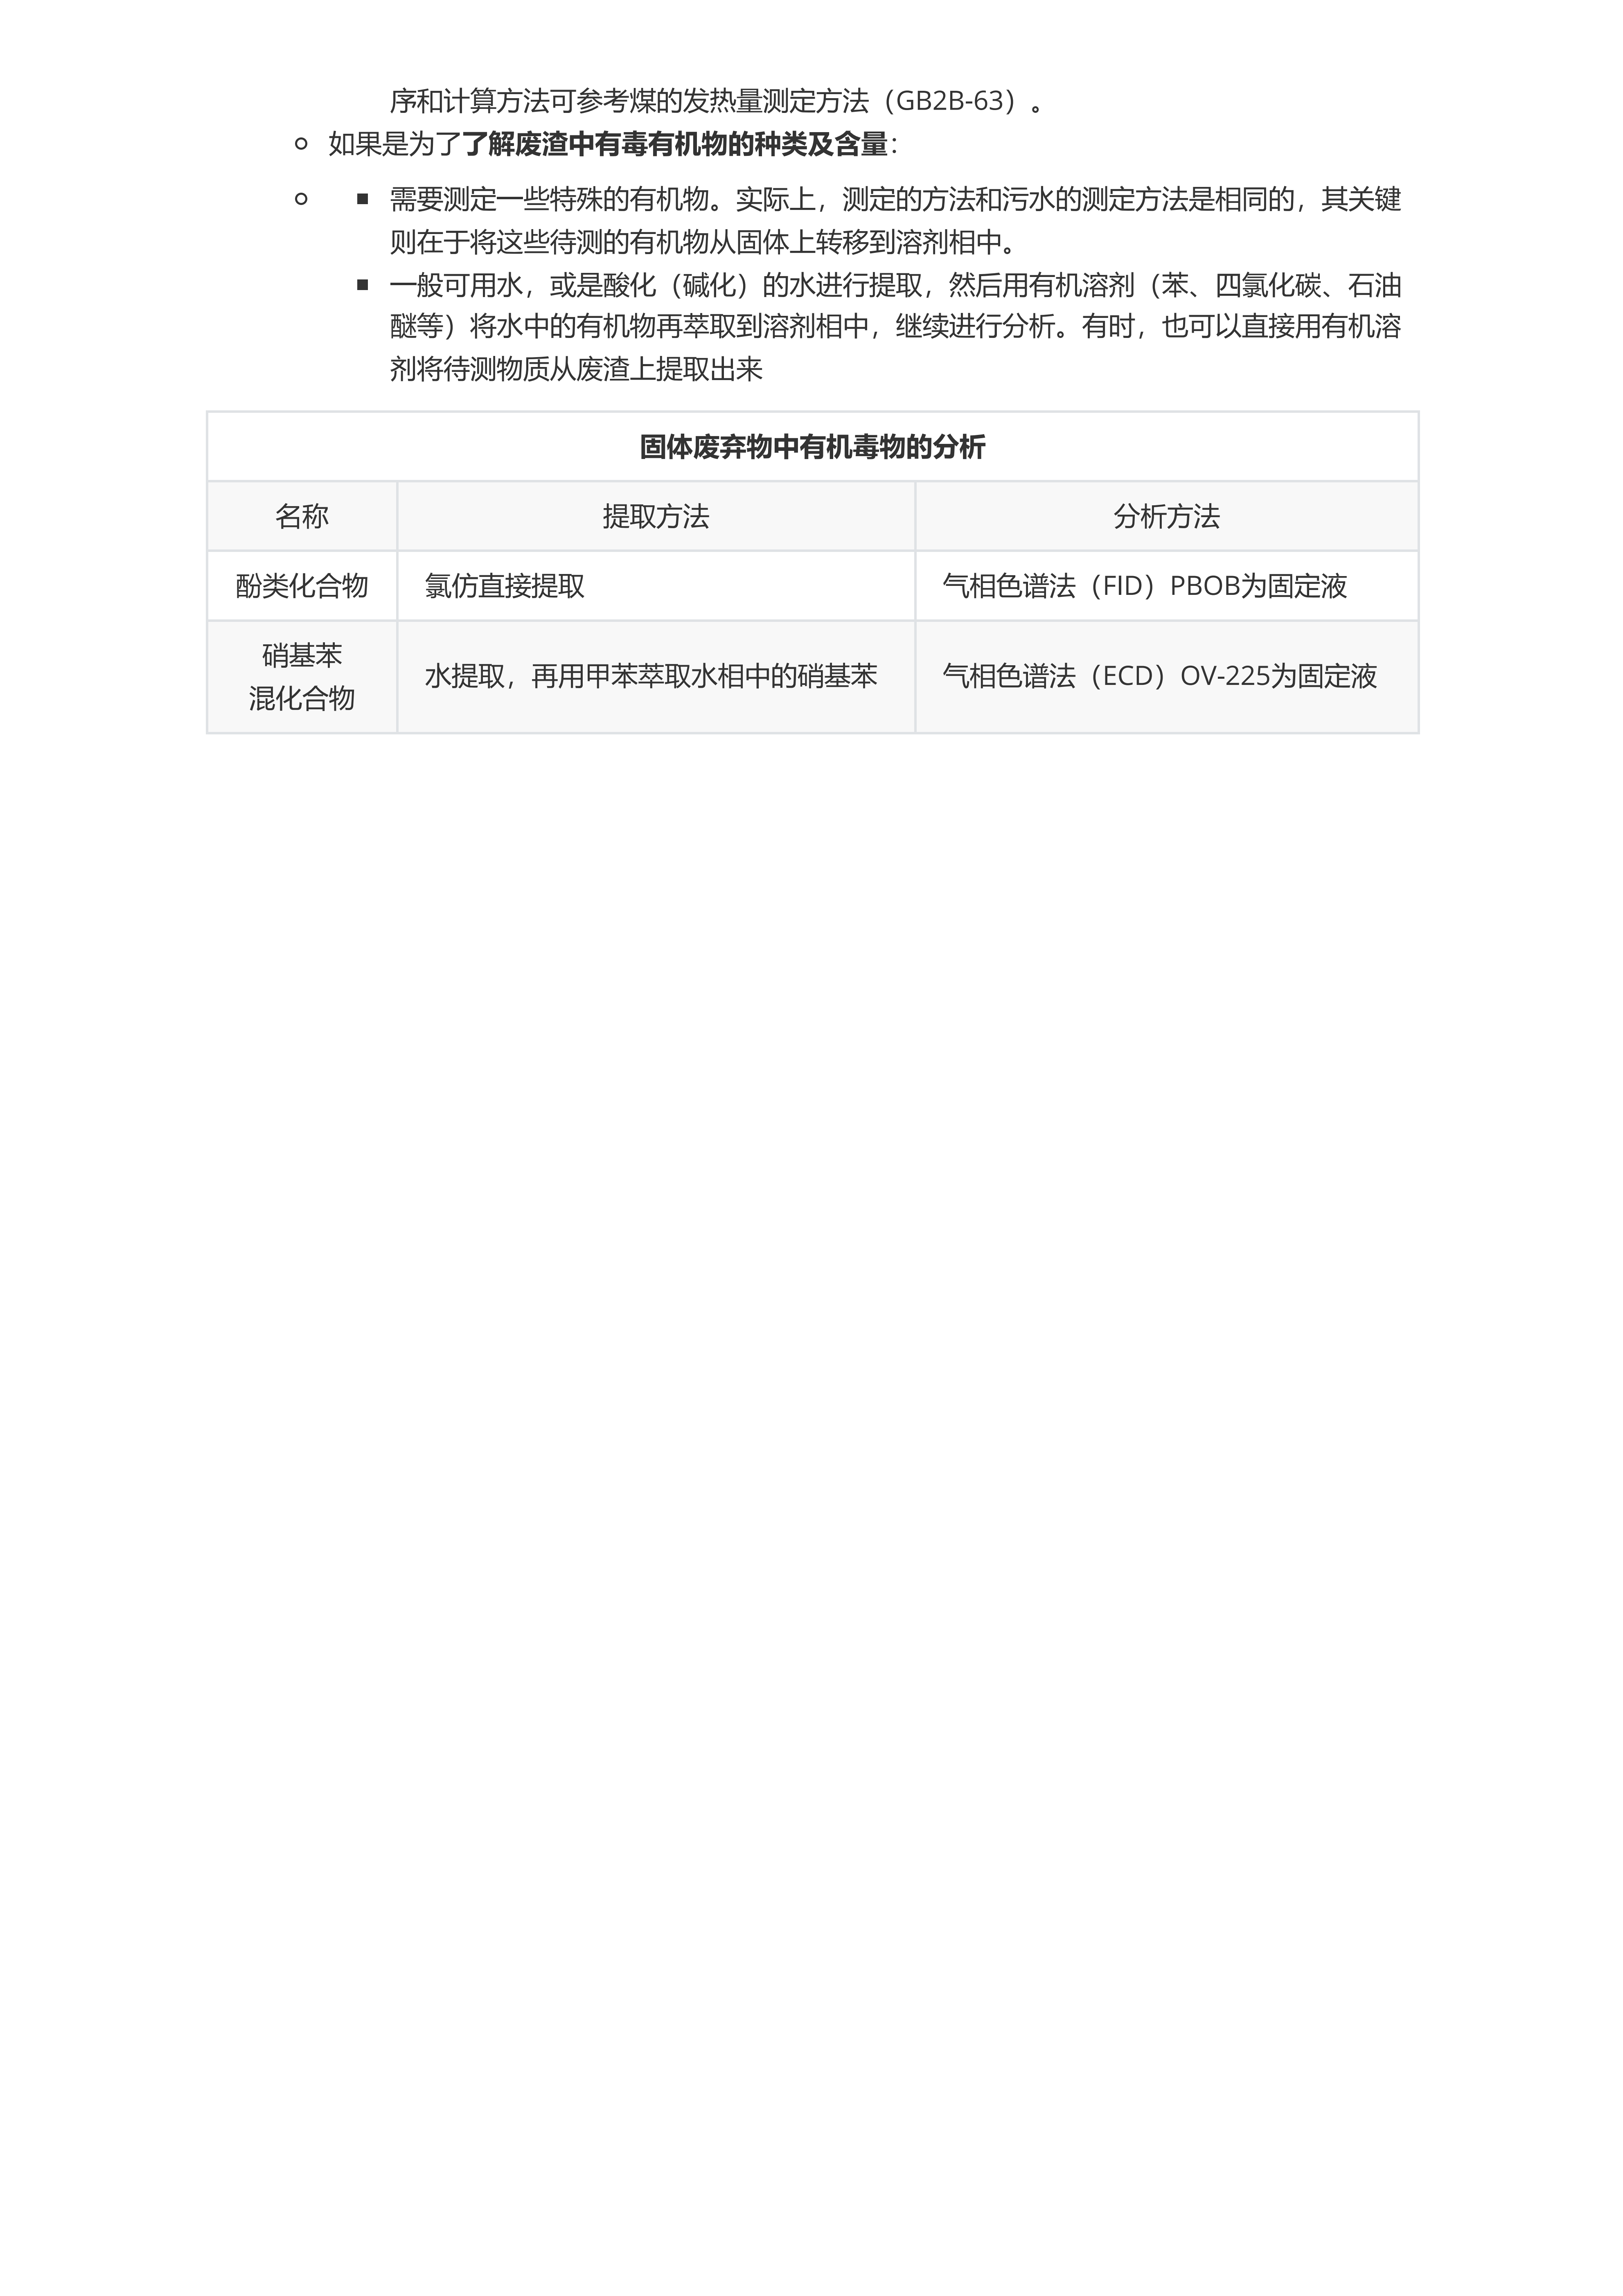 序和计算方法可参考煤的发热量测定方法（GB2B-63）。
如果是为了了解废渣中有毒有机物的种类及含量：
需要测定一些特殊的有机物。实际上，测定的方法和污水的测定方法是相同的，其关键
则在于将这些待测的有机物从固体上转移到溶剂相中。
一般可用水，或是酸化（碱化）的水进行提取，然后用有机溶剂（苯、四氯化碳、石油
醚等）将水中的有机物再萃取到溶剂相中，继续进行分析。有时，也可以直接用有机溶
剂将待测物质从废渣上提取出来
固体废弃物中有机毒物的分析
名称 提取方法 分析方法
酚类化合物 氯仿直接提取 气相色谱法（FID）PBOB为固定液
硝基苯
混化合物 水提取，再用甲苯萃取水相中的硝基苯 气相色谱法（ECD）OV-225为固定液